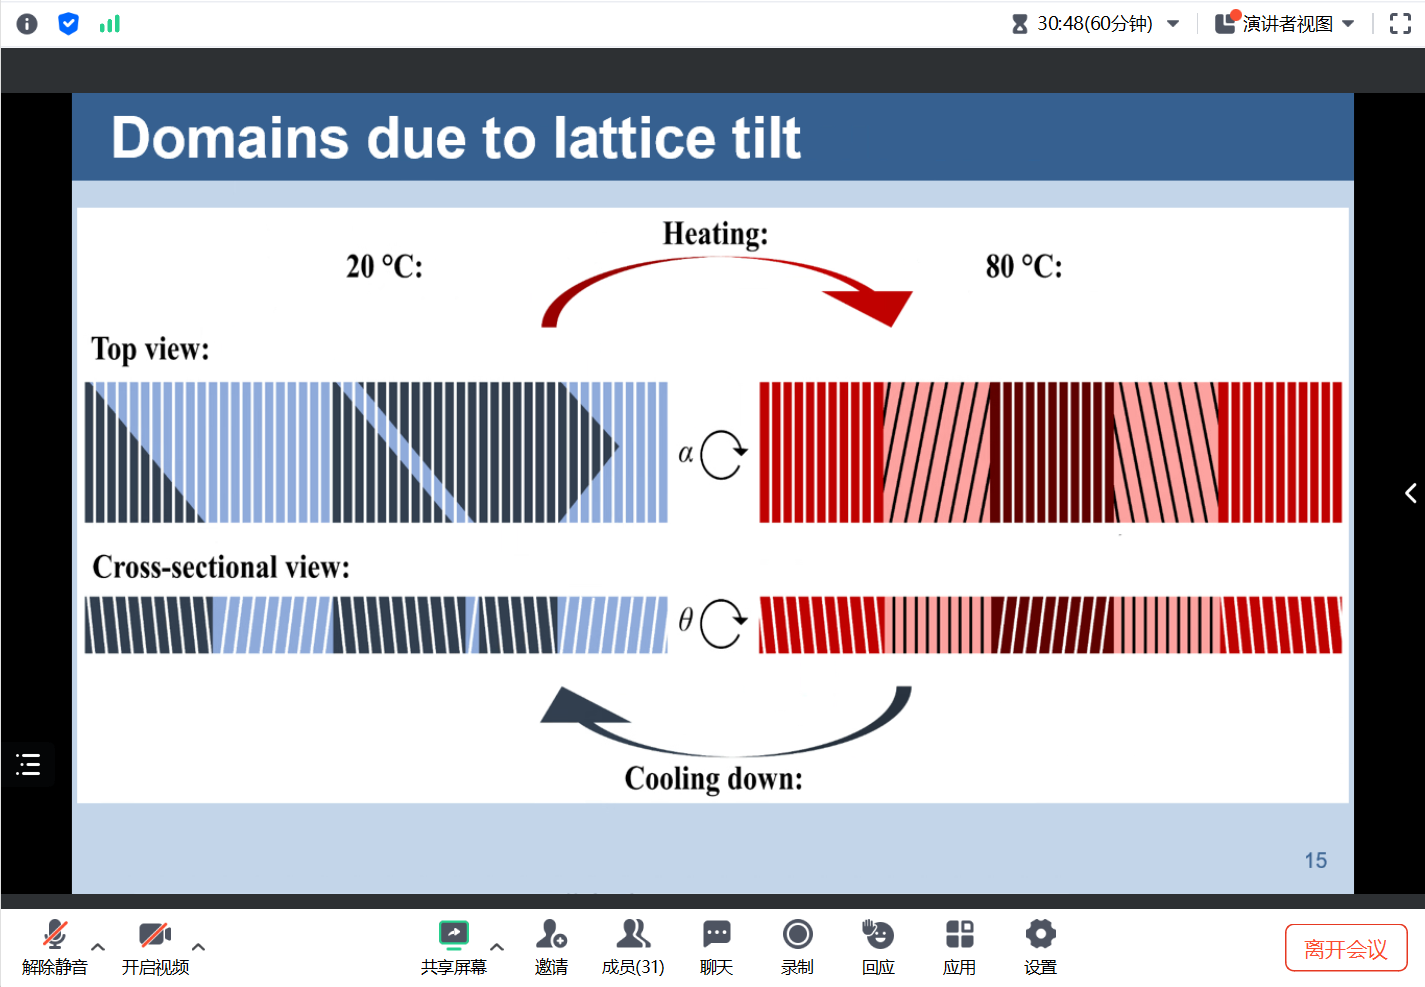 30:48(60分钟)
演讲者视图
Domains due to lattice tilt
Heating:
20 °C:
80 °C:
Top view:
α
Cross-sectional view:
θ
Cooling down:
15
解除静音
开启视频
共享屏幕
邀请
成员(31)
聊天
录制
回应
应用
设置
离开会议